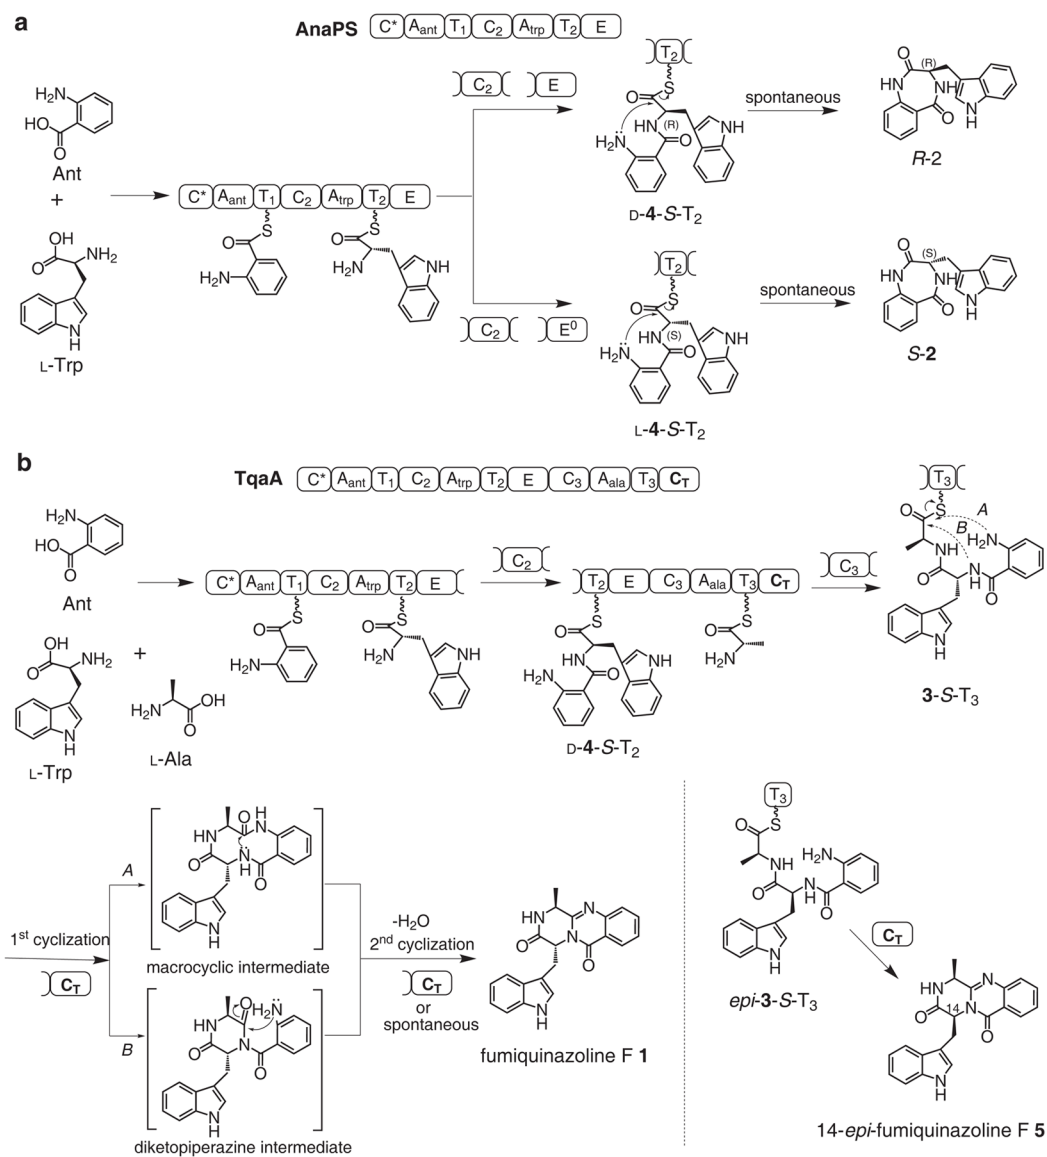 a
AnaPS C* Aant T1 C2 Atrp T2 E
H2N
HO
O
Ant
+
OH
O
NH2
N
H
L-Trp
C* Aant T1 C2 Atrp T2 E
S
O
H2N
S
O
H2N
NH
C2 E
C2 E0
T2
S
O
HN (R)
NH
H2N
O
D-4-S-T2
spontaneous
O (R)
HN
NH
O
N
H
R-2
T2
S
O
HN (S)
NH
H2N
O
L-4-S-T2
spontaneous
O (S)
HN
NH
O
N
H
S-2
b
TqaA C* Aant T1 C2 Atrp T2 E C3 Aala T3 CT
H2N
HO
O
Ant
OH
O
NH2
N
H
L-Trp
+
OH
H2N
O
L-Ala
C* Aant T1 C2 Atrp T2 E
S
O
H2N
S
O
H2N
NH
C2
T2 E C3 Aala T3 CT
S
O
HN
NH
H2N
O
D-4-S-T2
S
O
H2N
C3
T3
O
S
A
B
H2N
NH
O
HN
O
N
H
3-S-T3
1st cyclization
CT
A
O
H
N
HN
O
N
H
O
N
H
macrocyclic intermediate
B
O
H2N
HN
O
N
O
N
H
diketopiperazine intermediate
-H2O
2nd cyclization
CT
or
spontaneous
HN
N
O
N
O
N
H
fumiquinazoline F 1
T3
S
O
NH
H2N
O
HN
O
N
H
epi-3-S-T3
CT
HN
N
O
14
N
O
N
H
14-epi-fumiquinazoline F 5